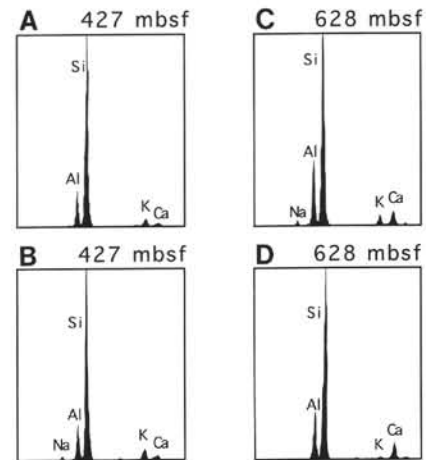 A 427 mbsf
Si
Al
K
Ca
C 628 mbsf
Si
Al
Na
K
Ca
B 427 mbsf
Si
Al
Na
K
Ca
D 628 mbsf
Si
Al
K
Ca